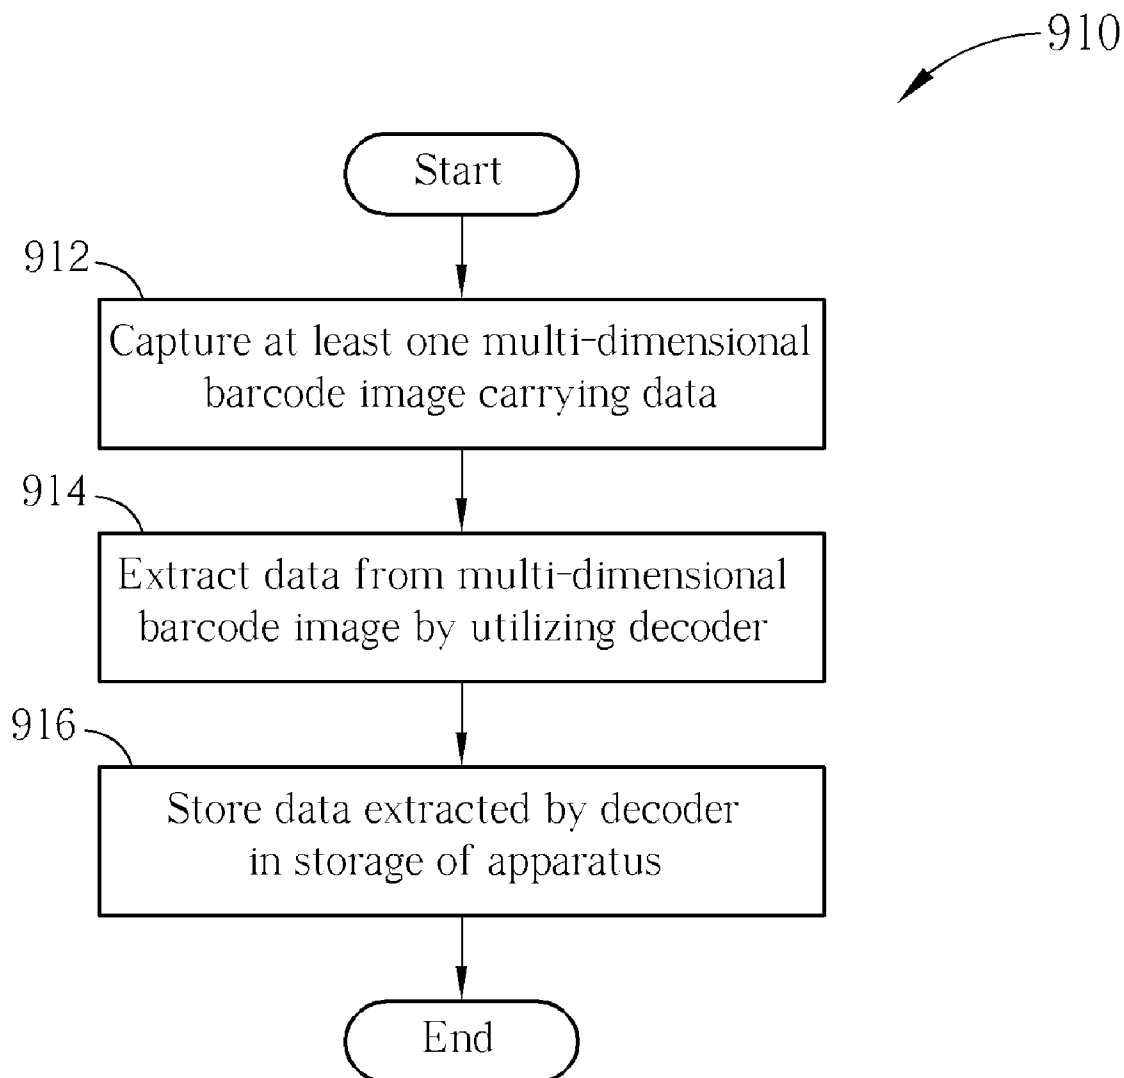 910
Start
912
Capture at least one multi-dimensional
barcode image carrying data
914
Extract data from multi-dimensional
barcode image by utilizing decoder
916
Store data extracted by decoder
in storage of apparatus
End